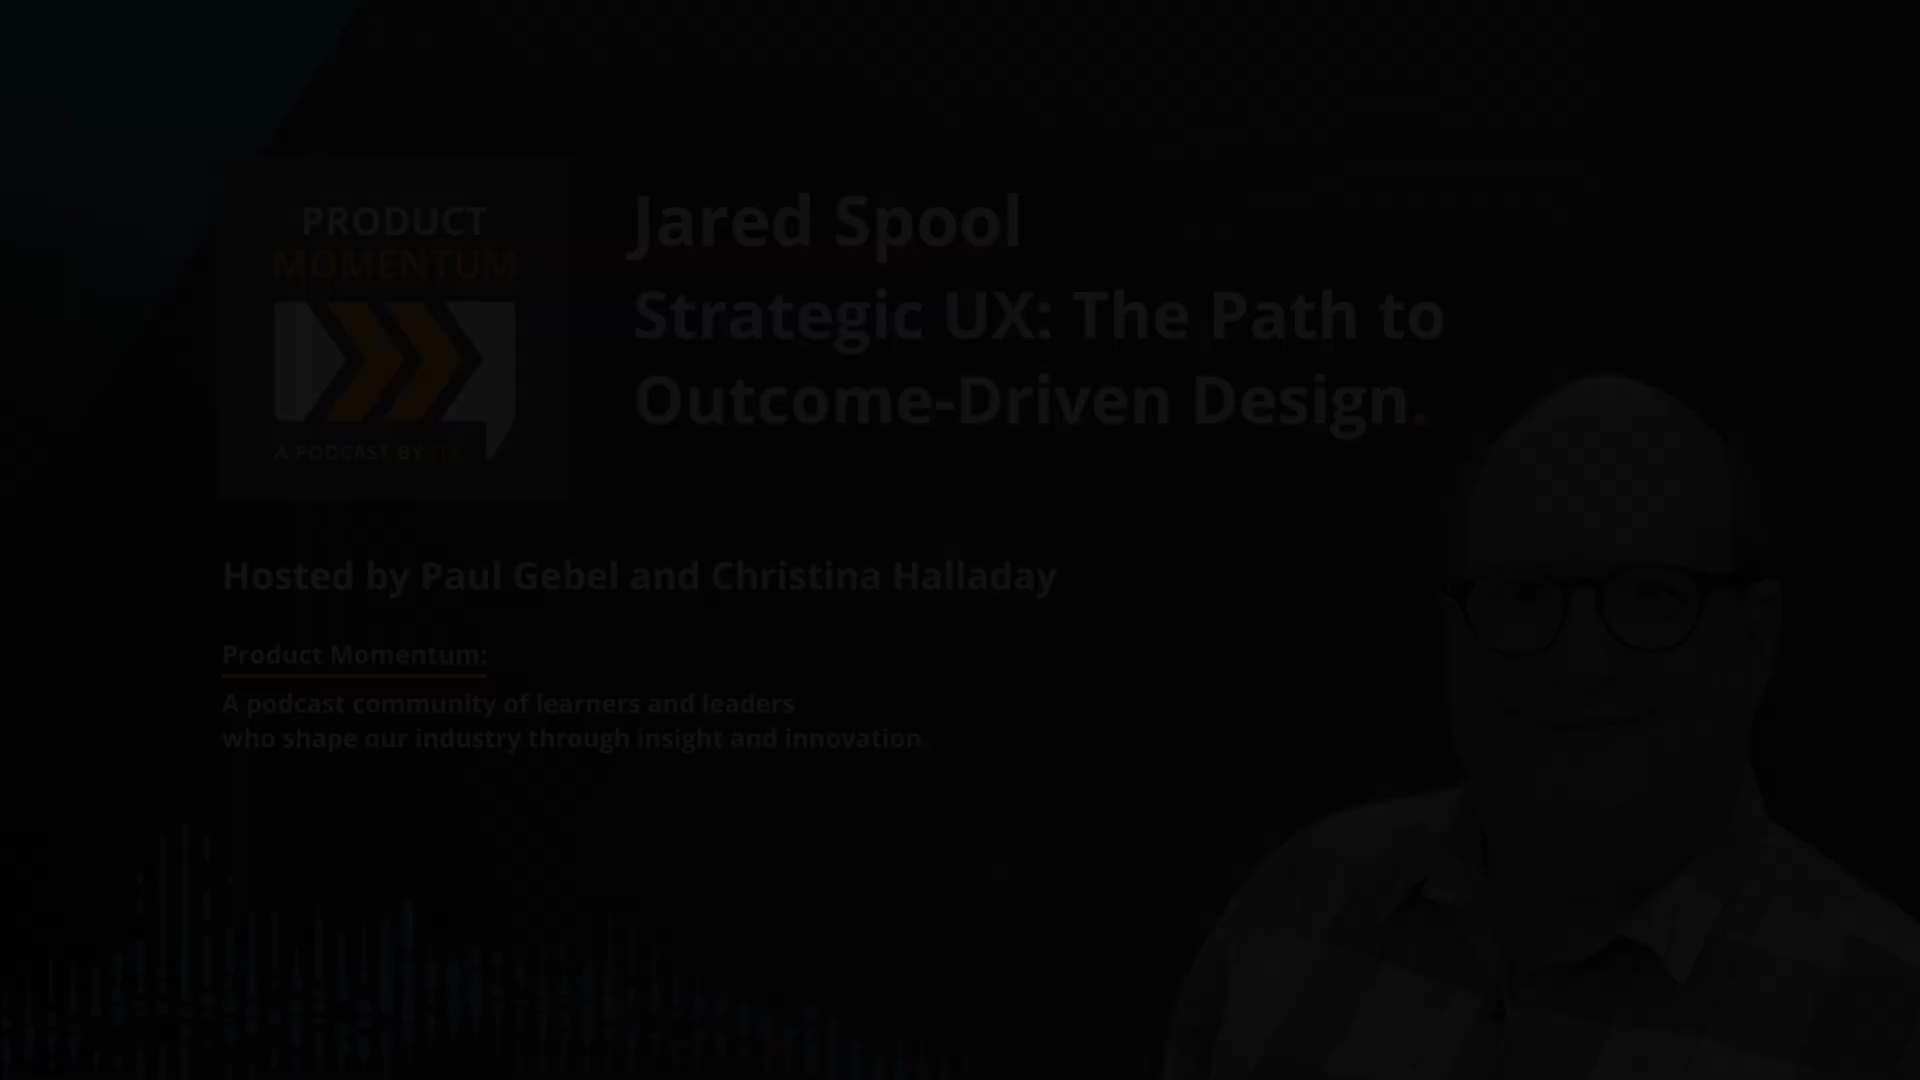 PRODUCT
MOMENTUM
A PODCAST BY ITX
Jared Spool
Strategic UX: The Path to
Outcome-Driven Design.
Hosted by Paul Gebel and Christina Halladay
Product Momentum:
A podcast community of learners and leaders
who shape our industry through insight and innovation.